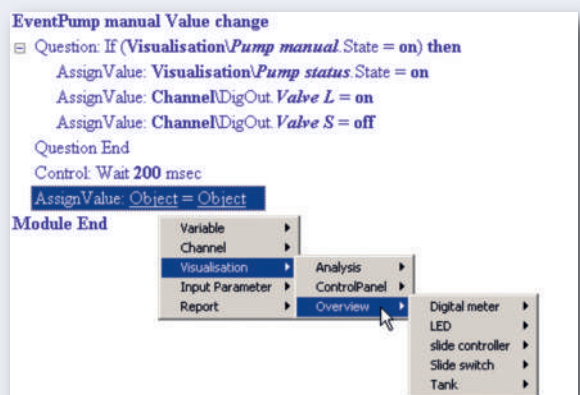 EventPump manual Value change
Question: If (Visualisation\Pump manual.State = on) then
AssignValue: Visualisation\Pump status.State = on
AssignValue: Channel\DigOut.Valve L = on
AssignValue: Channel\DigOut.Valve S = off
Question End
Control: Wait 200 msec
AssignValue: Object = Object
Module End
Variable
Channel
Visualisation
Input Parameter
Report
Analysis
ControlPanel
Overview
Digital meter
LED
slide controller
Slide switch
Tank